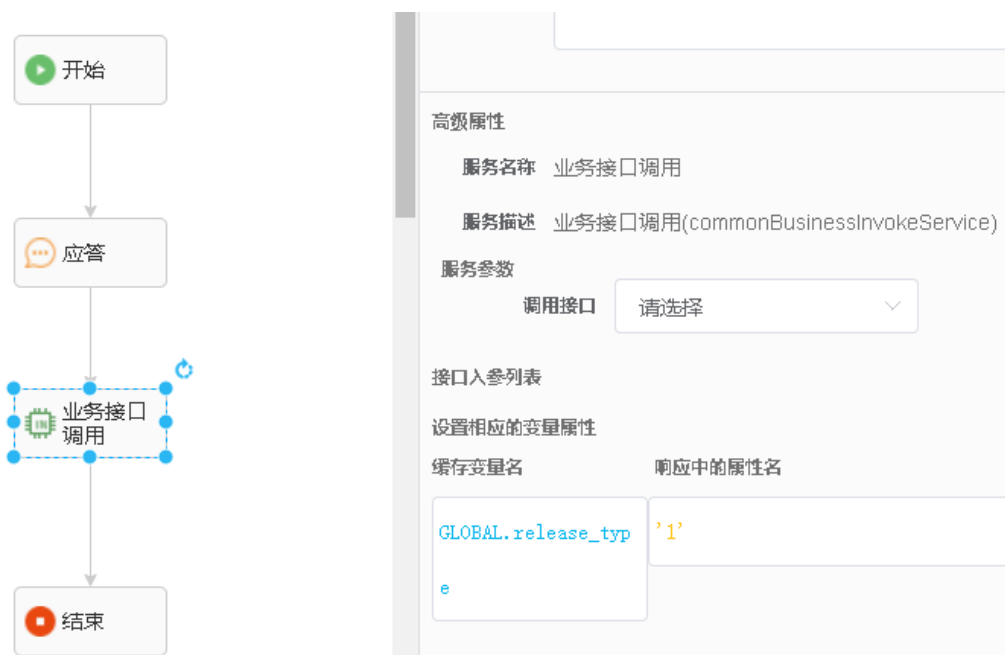 开始
应答
业务接口
调用
结束
高级属性
服务名称 业务接口调用
服务描述 业务接口调用(commonBusinessInvokeService)
服务参数
调用接口 请选择
接口入参列表
设置相应的变量属性
缓存变量名 响应中的属性名
GLOBAL.release_typ '1'
e